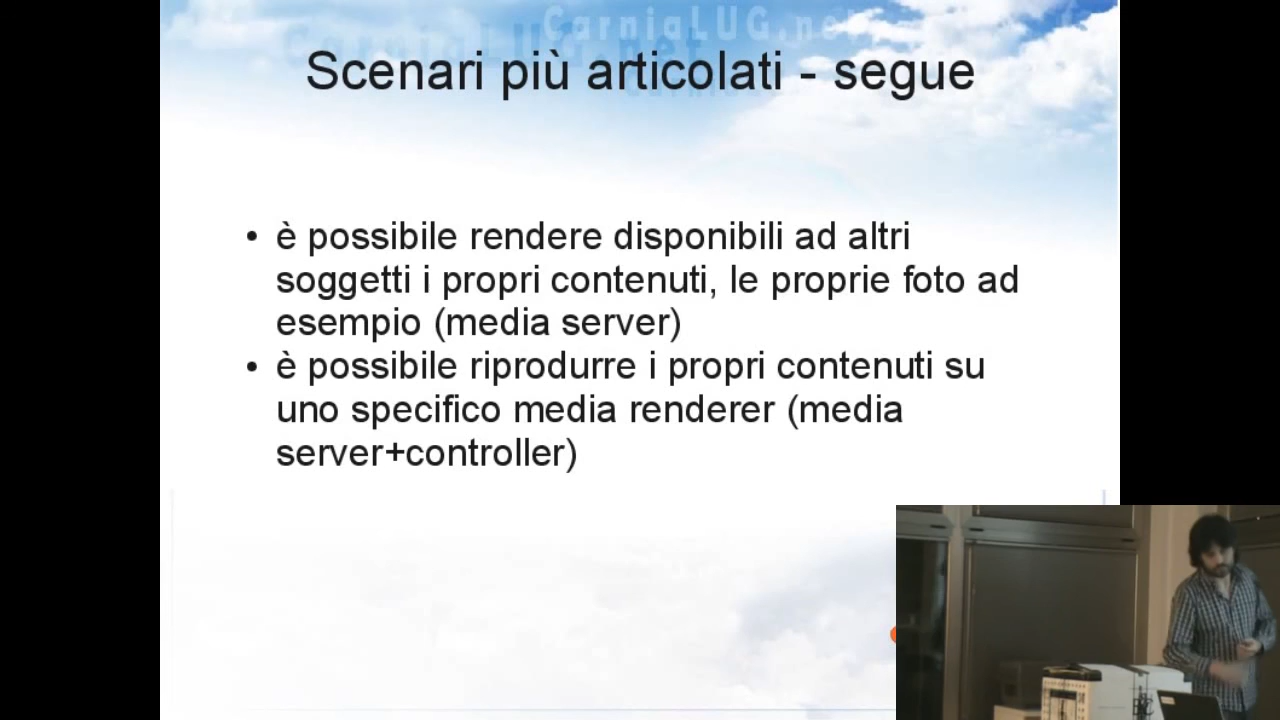 CarniaLUG.net
Scenari più articolati - segue
• è possibile rendere disponibili ad altri
soggetti i propri contenuti, le proprie foto ad
esempio (media server)
• è possibile riprodurre i propri contenuti su
uno specifico media renderer (media
server+controller)